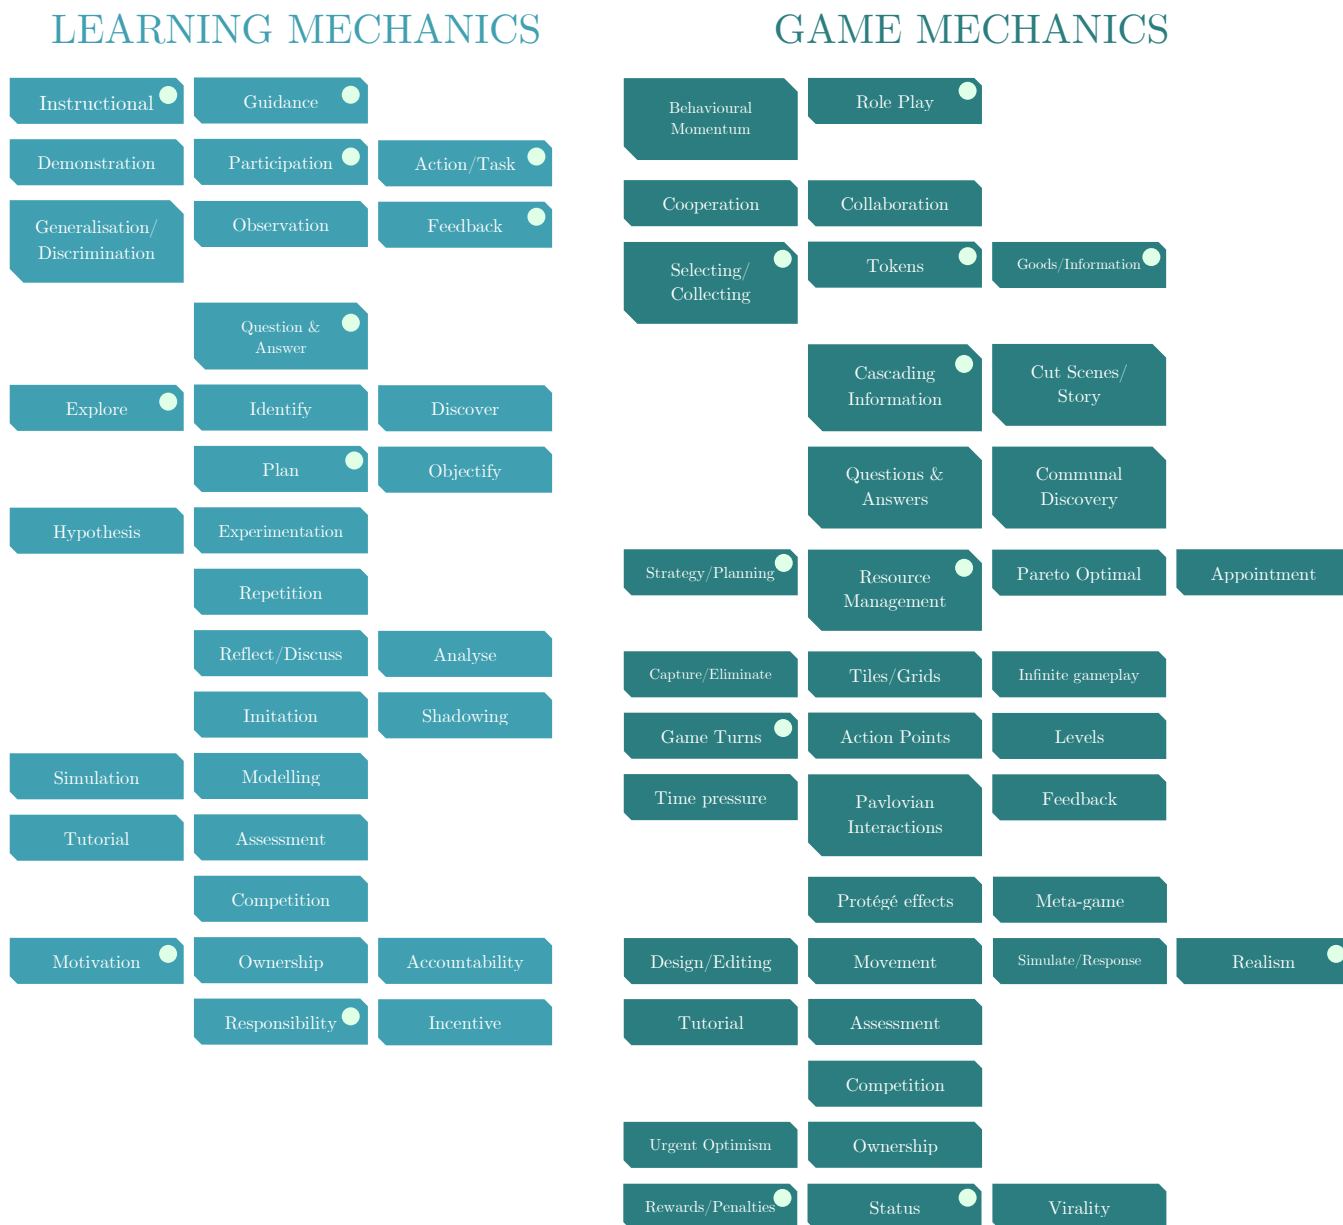 LEARNING MECHANICS
Instructional
Guidance
Demonstration
Participation
Action/Task
Generalisation/
Discrimination
Observation
Feedback
Question &
Answer
Explore
Identify
Discover
Plan
Objectify
Hypothesis
Experimentation
Repetition
Reflect/Discuss
Analyse
Imitation
Shadowing
Simulation
Modelling
Tutorial
Assessment
Competition
Motivation
Ownership
Accountability
Responsibility
Incentive
GAME MECHANICS
Behavioural
Momentum
Role Play
Cooperation
Collaboration
Selecting/
Collecting
Tokens
Goods/Information
Cascading
Information
Cut Scenes/
Story
Questions &
Answers
Communal
Discovery
Strategy/Planning
Resource
Management
Pareto Optimal
Appointment
Capture/Eliminate
Tiles/Grids
Infinite gameplay
Game Turns
Action Points
Levels
Time pressure
Pavlovian
Interactions
Feedback
Protégé effects
Meta-game
Design/Editing
Movement
Simulate/Response
Realism
Tutorial
Assessment
Competition
Urgent Optimism
Ownership
Rewards/Penalties
Status
Virality